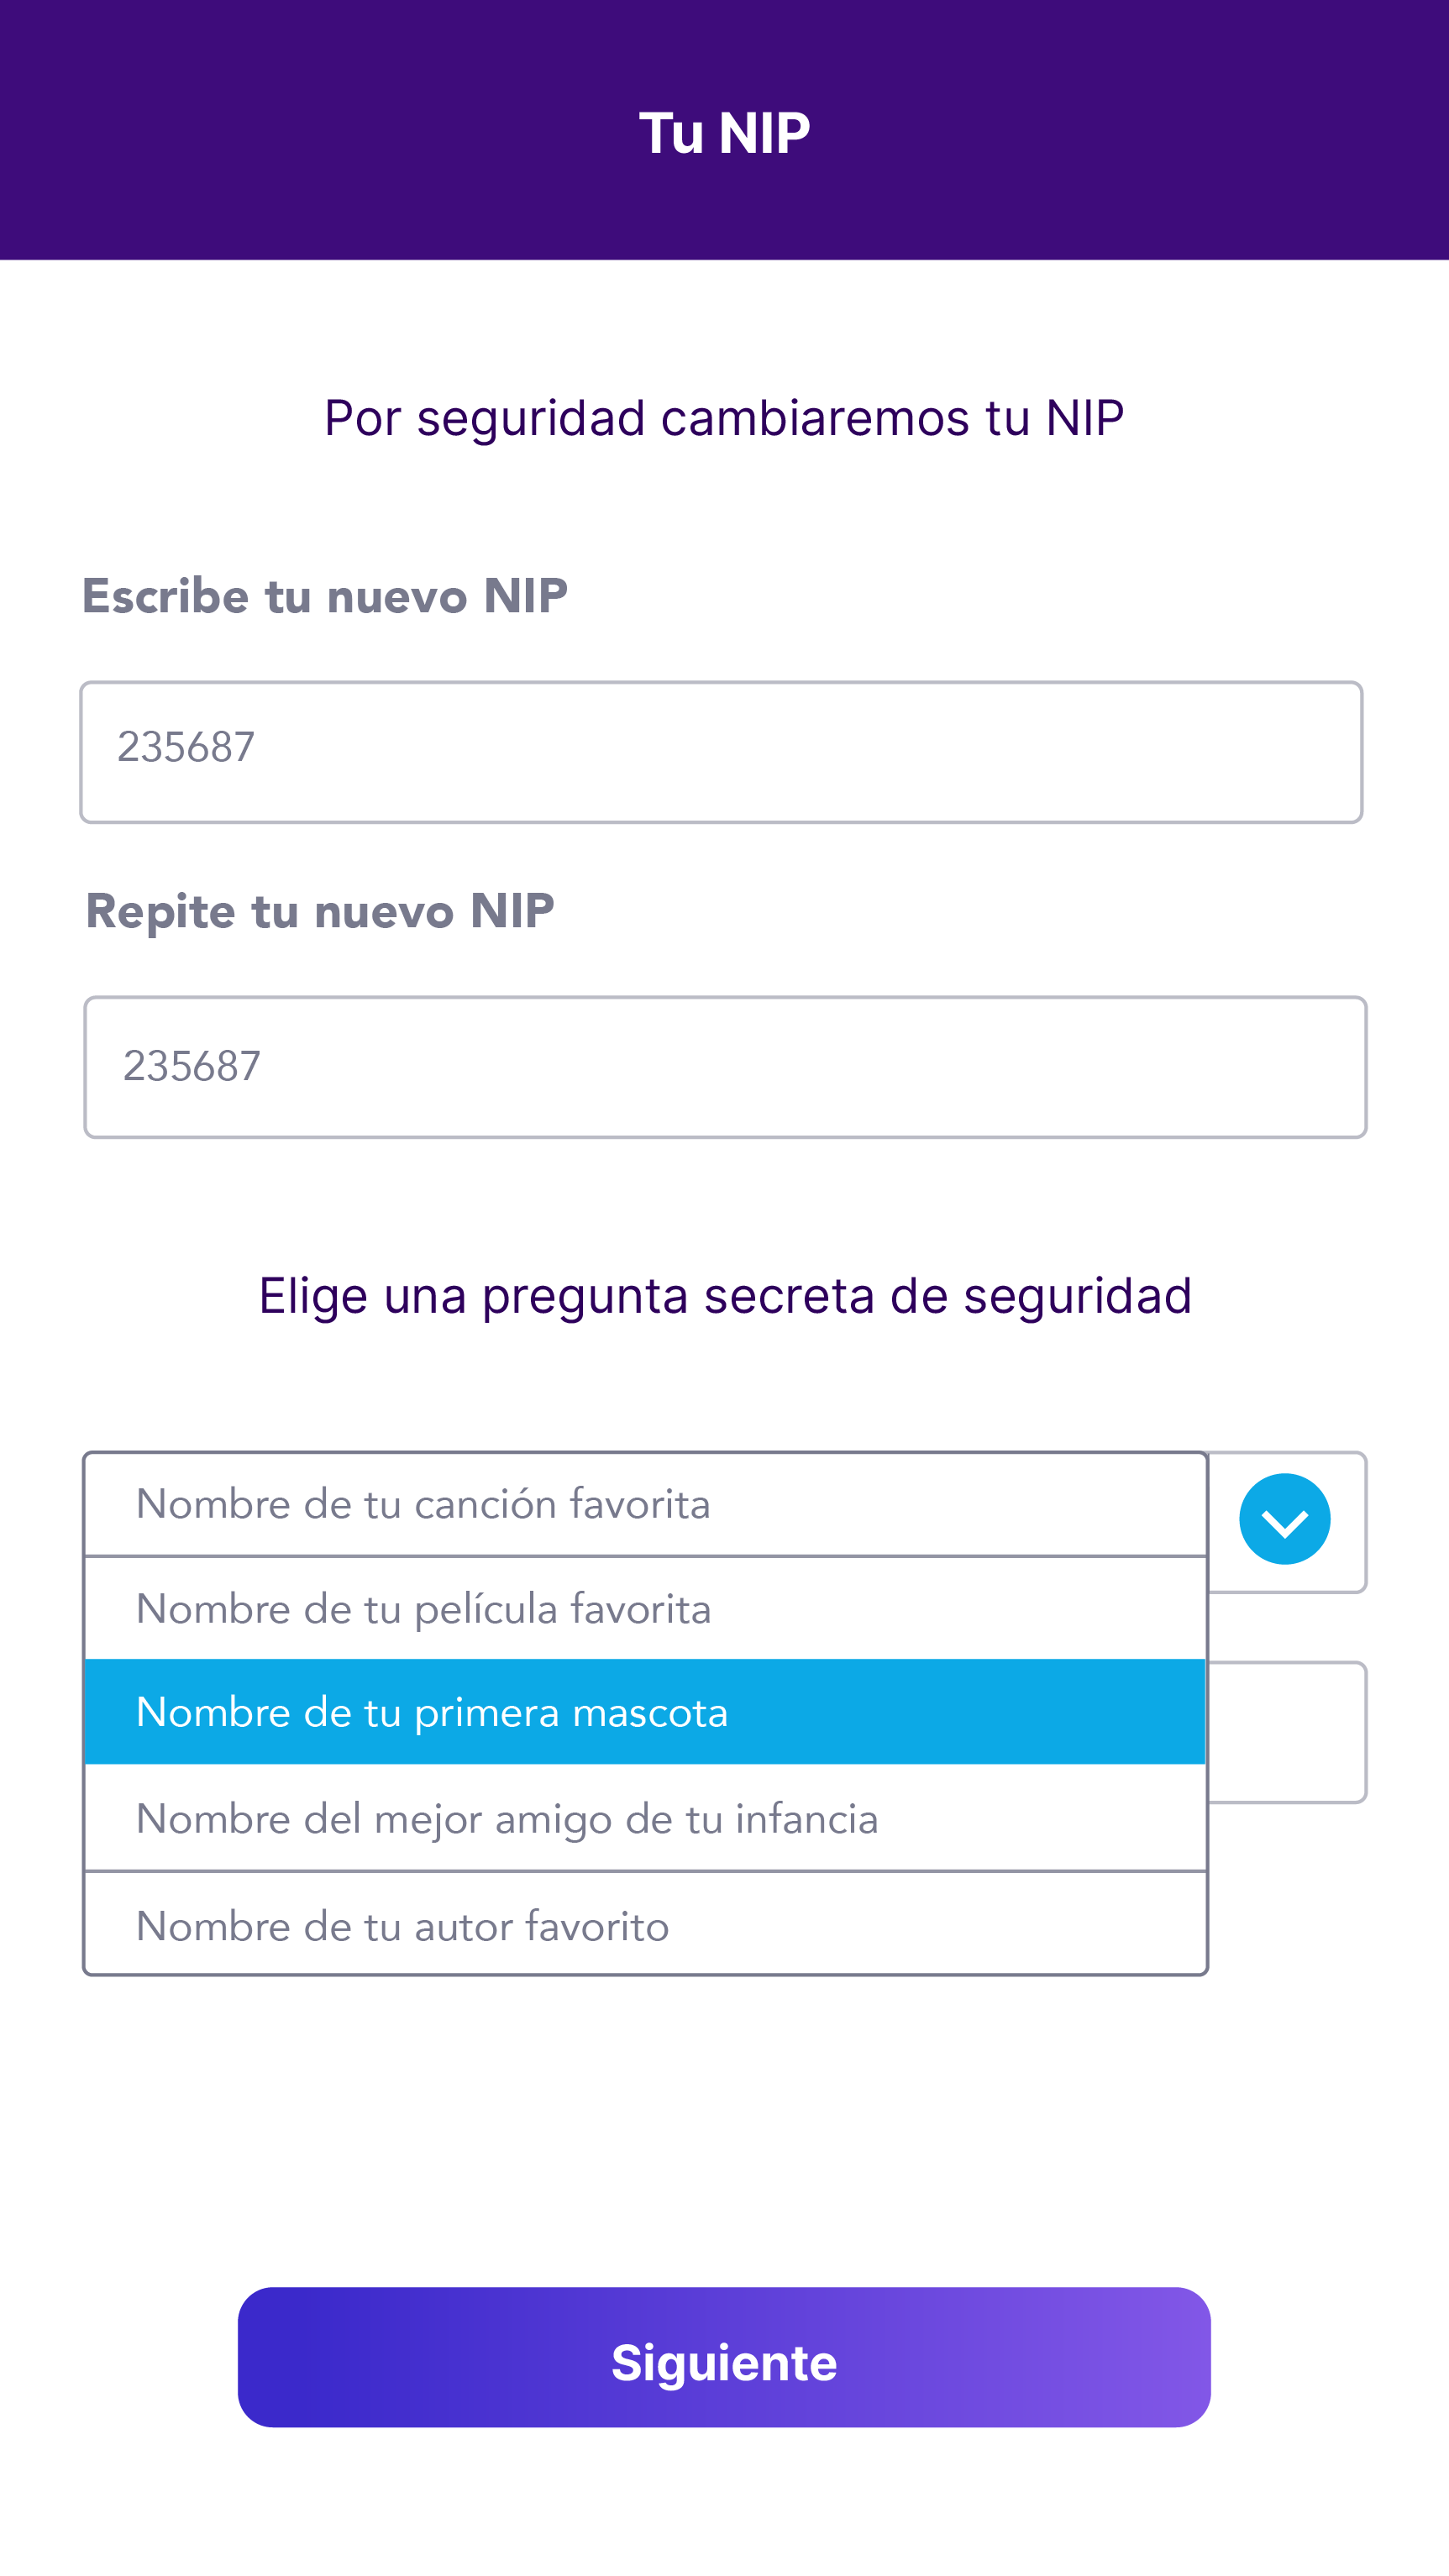 Tu NIP
Por seguridad cambiaremos tu NIP
Escribe tu nuevo NIP
235687
Repite tu nuevo NIP
235687
Elige una pregunta secreta de seguridad
Nombre de tu canción favorita
Nombre de tu película favorita
Nombre de tu primera mascota
Nombre del mejor amigo de tu infancia
Nombre de tu autor favorito
Siguiente